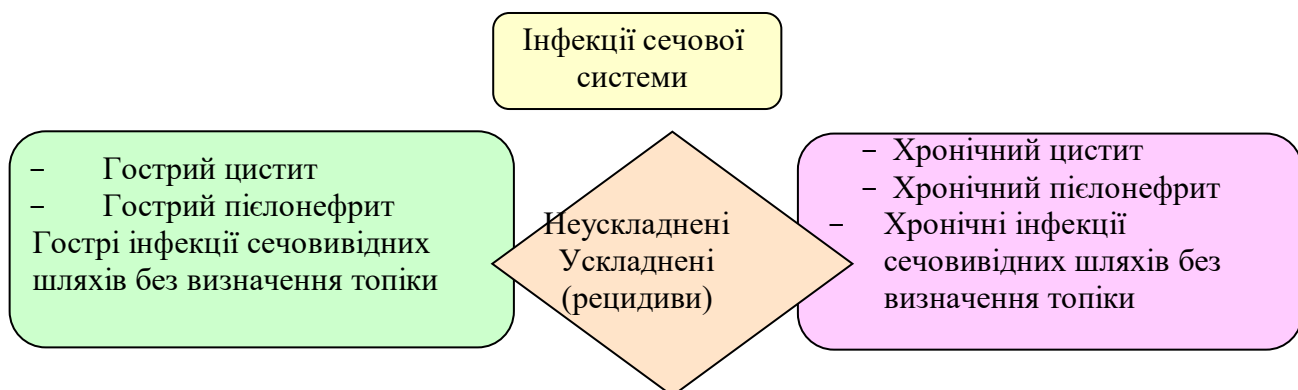 Інфекції сечової
системи
− Гострий цистит
− Гострий пієлонефрит
Гострі інфекції сечовивідних
шляхів без визначення топіки
Неускладнені
Ускладнені
(рецидиви)
− Хронічний цистит
− Хронічний пієлонефрит
− Хронічні інфекції
сечовивідних шляхів без
визначення топіки